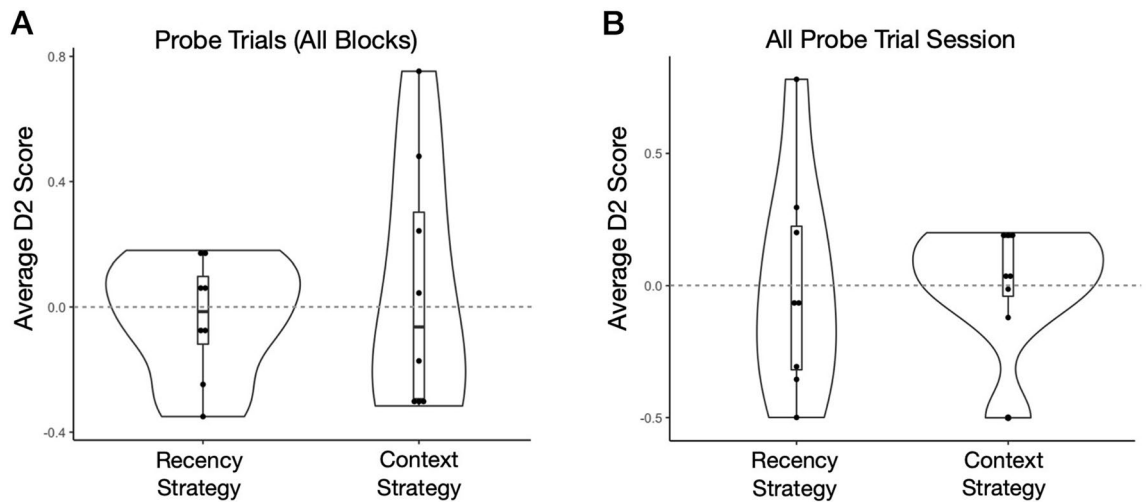 A
Probe Trials (All Blocks)
Average D2 Score
0.8
0.4
0.0
-0.4
Recency
Strategy
Context
Strategy
B
All Probe Trial Session
Average D2 Score
0.5
0.0
-0.5
Recency
Strategy
Context
Strategy